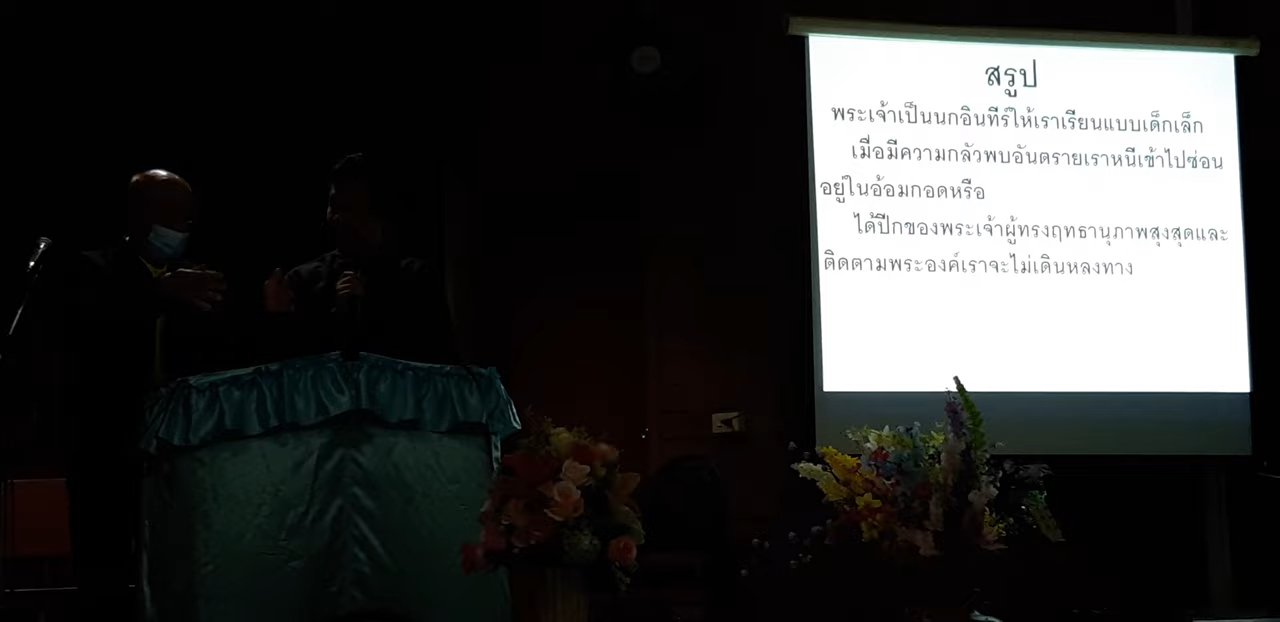 สรุป
พระเจ้าเป็นนกอินทีรให้เราเรียนแบบเด็กเล็ก
เมื่อมีความกลัวพบอันตรายเราหนีเข้าไปซ่อน
อยู่ในอ้อมกอดหรือ
ได้ปีกของพระเจ้าผู้ทรงฤทธานุภาพสุงสุดและ
ติดตามพระองค์เราจะไม่เดินหลงทาง